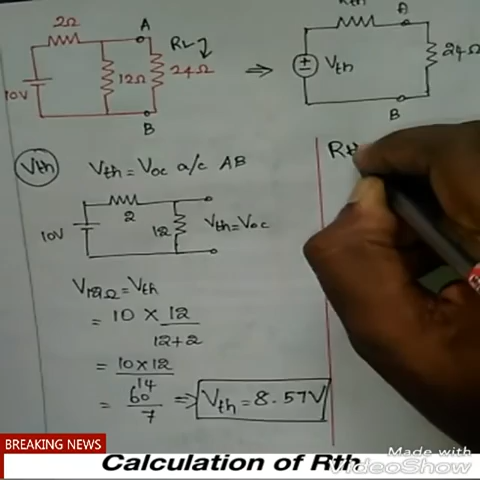 2Ω
A
RL
12Ω
24Ω
10V
B
⇒
Rth
A
Vth
24Ω
B
Vth
Vth = Voc a/c AB
2
10V
12
Vth=Voc
V12Ω = Vth
= 10 × 12/12+2
= 10×12/14
= 60/7 ⇒ Vth = 8.57V
Rth
BREAKING NEWS
Made with
VideoShow
Calculation of Rth